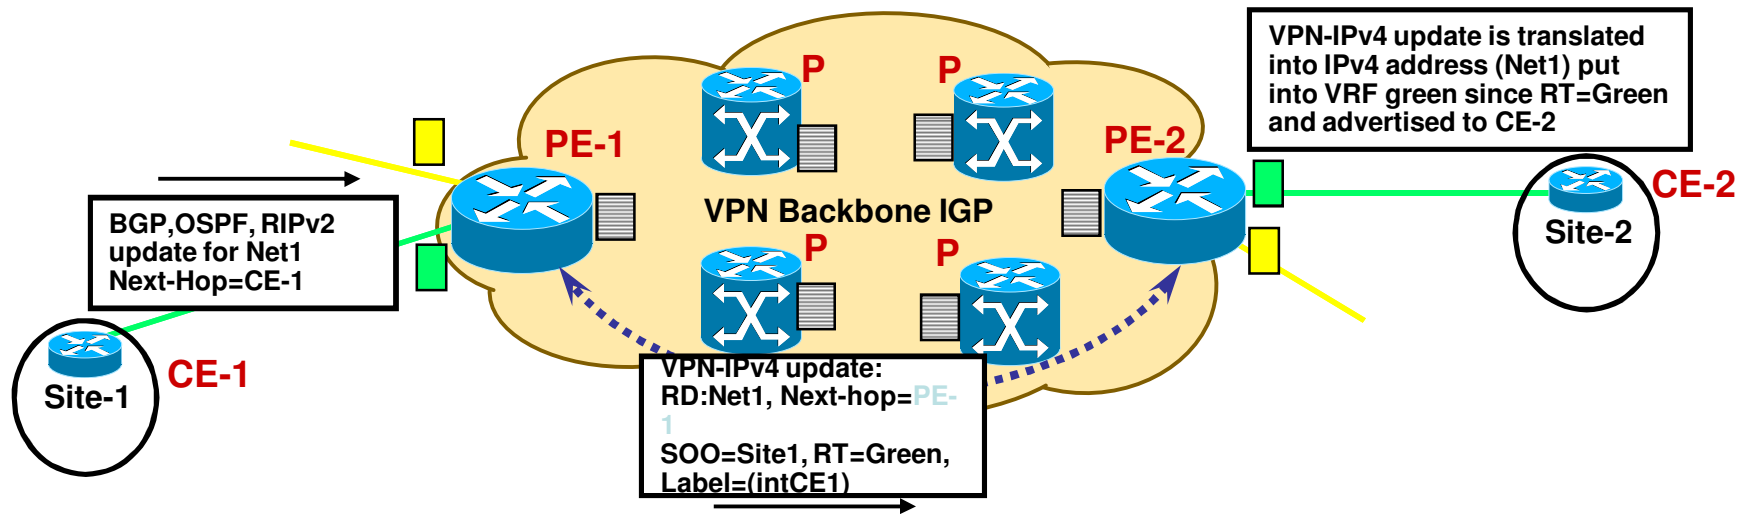 VPN-IPv4 update is translated
into IPv4 address (Net1) put
into VRF green since RT=Green
and advertised to CE-2
P
P
PE-1
PE-2
CE-2
BGP,OSPF, RIPv2
update for Net1
Next-Hop=CE-1
VPN Backbone IGP
Site-2
P
P
CE-1
Site-1
VPN-IPv4 update:
RD:Net1, Next-hop=PE-
1
SOO=Site1, RT=Green,
Label=(intCE1)